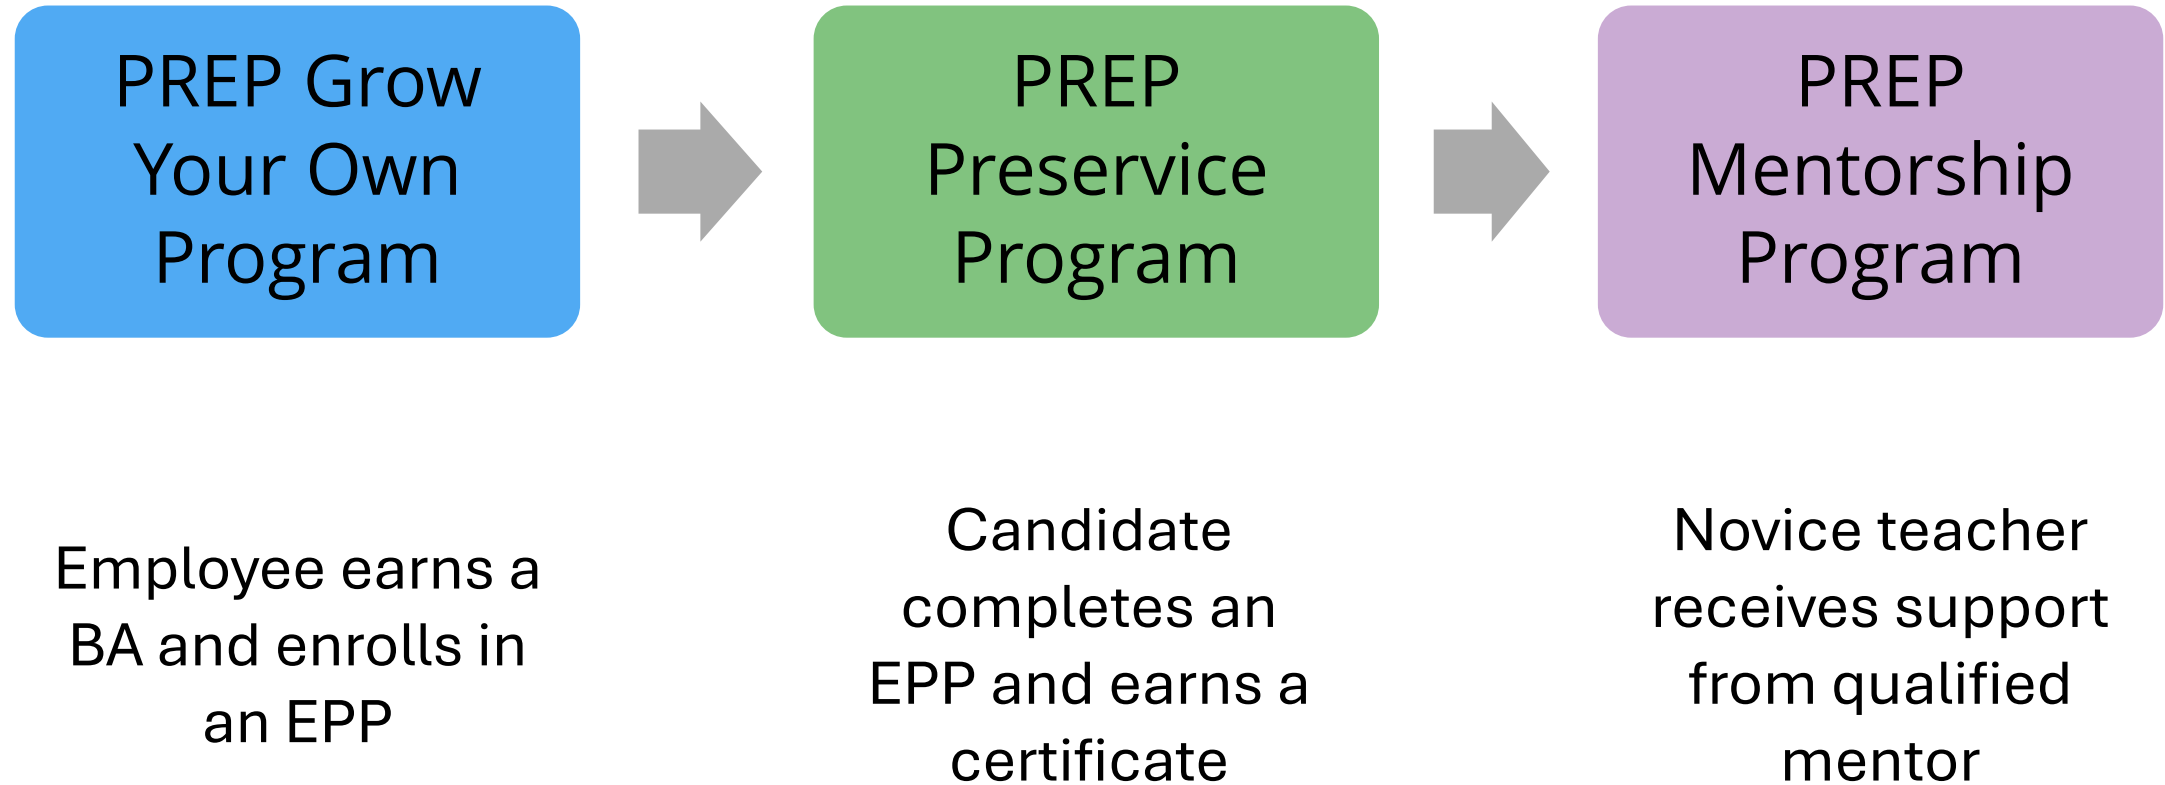 PREP Grow
Your Own
Program
PREP
Preservice
Program
PREP
Mentorship
Program
Employee earns a
BA and enrolls in
an EPP
Candidate
completes an
EPP and earns a
certificate
Novice teacher
receives support
from qualified
mentor